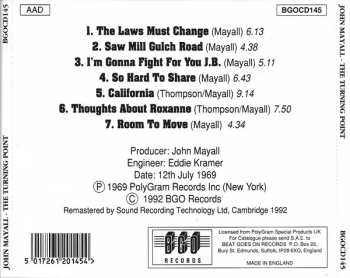 BGOCD145
JOHN MAYALL - THE TURNING POINT
AAD
BGOCD145
1. The Laws Must Change (Mayall) 6.13
2. Saw Mill Gulch Road (Mayall) 4.38
3. I'm Gonna Fight For You J.B. (Mayall) 5.11
4. So Hard To Share (Mayall) 6.43
5. California (Thompson/Mayall) 9.14
6. Thoughts About Roxanne (Thompson/Mayall) 7.50
7. Room To Move (Mayall) 4.34
Producer: John Mayall
Engineer: Eddie Kramer
Date: 12th July 1969
Ⓟ 1969 PolyGram Records Inc (New York)
© 1992 BGO Records
Remastered by Sound Recording Technology Ltd, Cambridge 1992
5 017261 201454 >
BGO
RECORDS
Licensed from PolyGram Special Products UK
For Catalogue please send S.A.E. to
BEAT GOES ON RECORDS P.O. Box 22,
Bury St. Edmunds, Suffolk, IP28 6XQ, England
MADE IN ENGLAND
JOHN MAYALL - THE TURNING POINT
BGOCD145